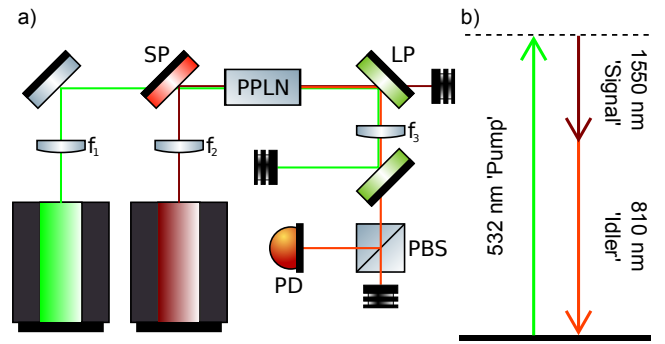 a)
SP
LP
PPLN
f1
f2
f3
PBS
PD
b)
532 nm 'Pump'
1550 nm
'Signal'
810 nm
'Idler'